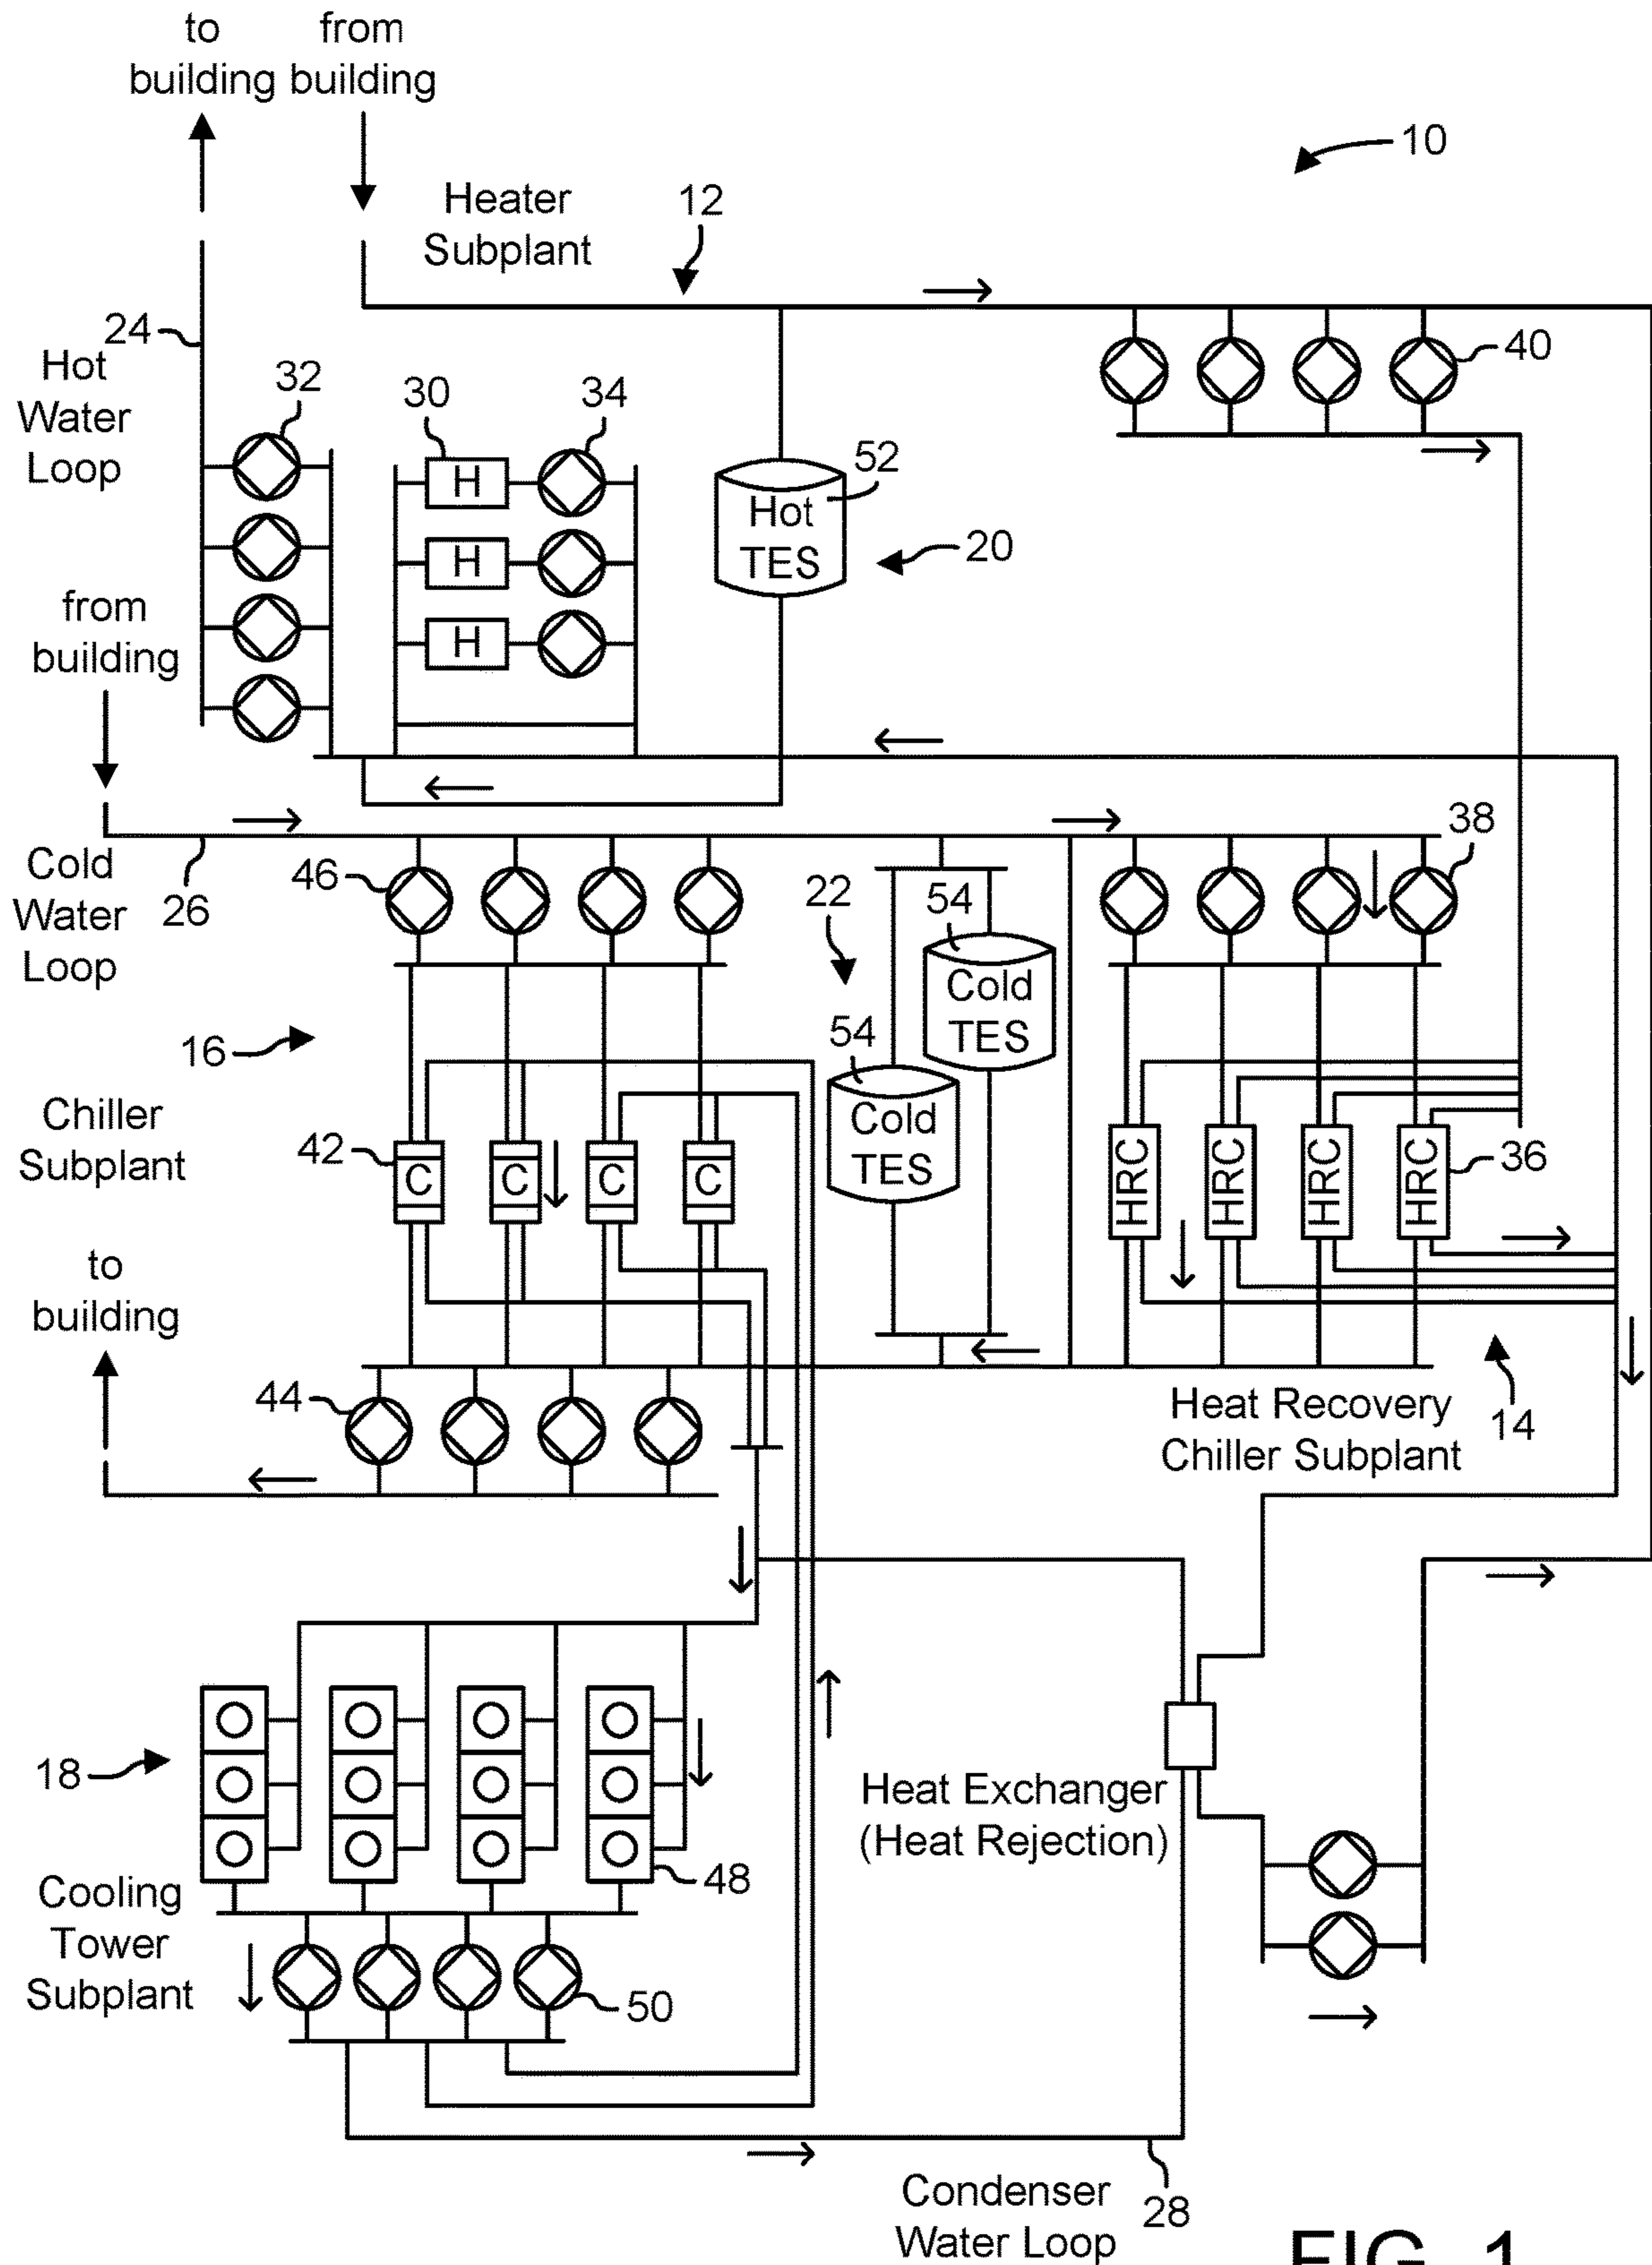 to
building
from
building
10
Heater
Subplant
12
24
Hot
Water
Loop
32
30
34
40
H
H
H
Hot
TES
52
20
from
building
Cold
Water
Loop
26
46
22
54
Cold
TES
54
Cold
TES
38
16
Chiller
Subplant
42
C
C
C
C
HRC
HRC
HRC
HRC
36
to
building
44
Heat Recovery
Chiller Subplant
14
18
Heat Exchanger
(Heat Rejection)
48
Cooling
Tower
Subplant
50
Condenser
Water Loop
28
FIG. 1